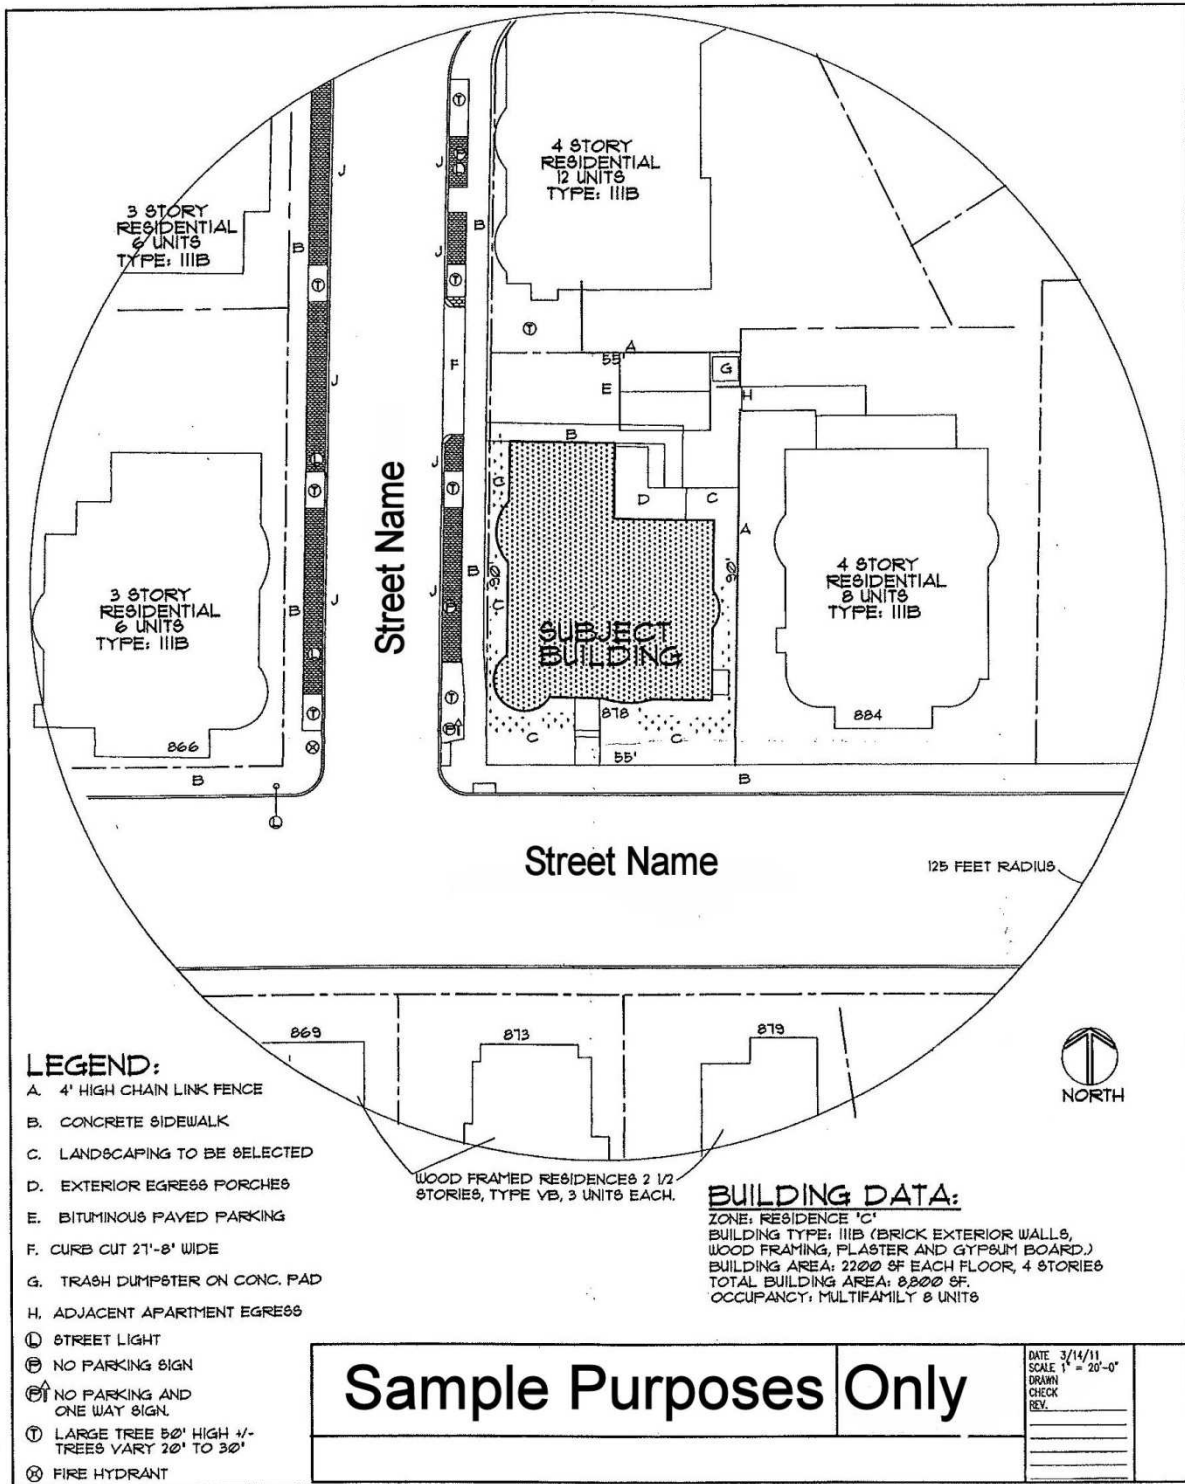 4 STORY
RESIDENTIAL
12 UNITS
TYPE: IIIB
3 STORY
RESIDENTIAL
6 UNITS
TYPE: IIIB
T
T
T
T
T
T
T
T
J
J
J
J
J
J
J
J
B
B
B
B
B
B
B
B
F
A
55'
E
G
H
C
D
C
A
90'
90'
C
L
L
P
P
Street Name
3 STORY
RESIDENTIAL
6 UNITS
TYPE: IIIB
SUBJECT
BUILDING
4 STORY
RESIDENTIAL
8 UNITS
TYPE: IIIB
866
878
884
C
C
55'
L
Street Name
125 FEET RADIUS
869
873
879
NORTH
WOOD FRAMED RESIDENCES 2 1/2
STORIES, TYPE VB, 3 UNITS EACH.
LEGEND:
A. 4' HIGH CHAIN LINK FENCE
B. CONCRETE SIDEWALK
C. LANDSCAPING TO BE SELECTED
D. EXTERIOR EGRESS PORCHES
E. BITUMINOUS PAVED PARKING
F. CURB CUT 27'-8" WIDE
G. TRASH DUMPSTER ON CONC. PAD
H. ADJACENT APARTMENT EGRESS
L STREET LIGHT
P NO PARKING SIGN
P NO PARKING AND
ONE WAY SIGN.
T LARGE TREE 50' HIGH +/-
TREES VARY 20' TO 30'
FIRE HYDRANT
BUILDING DATA:
ZONE: RESIDENCE 'C'
BUILDING TYPE: IIIB (BRICK EXTERIOR WALLS,
WOOD FRAMING, PLASTER AND GYPSUM BOARD.)
BUILDING AREA: 2200 SF EACH FLOOR, 4 STORIES
TOTAL BUILDING AREA: 8,800 SF.
OCCUPANCY: MULTIFAMILY 8 UNITS
Sample Purposes Only
DATE 3/14/11
SCALE 1" = 20'-0"
DRAWN
CHECK
REV.